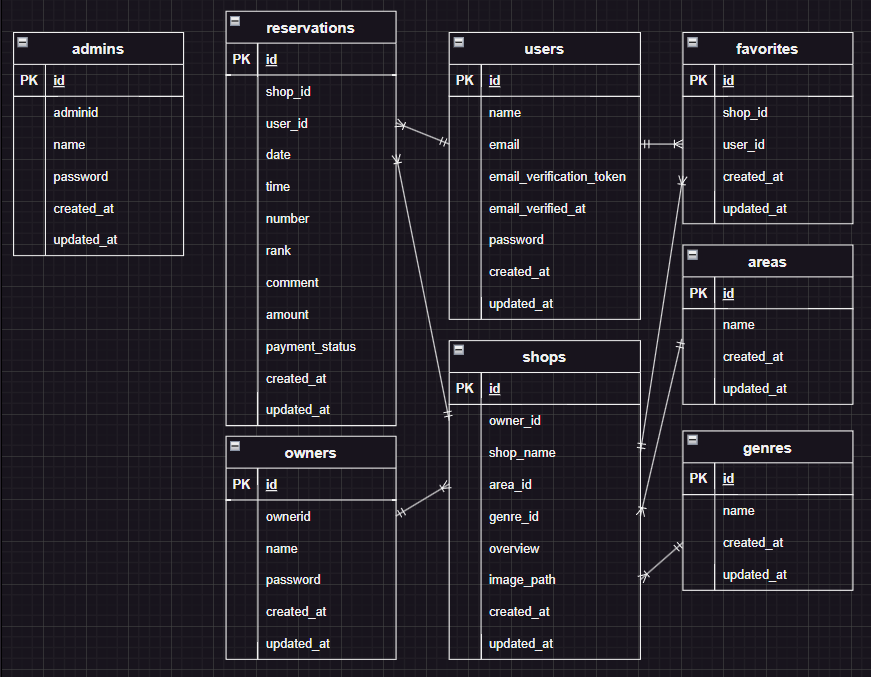 admins
PK id
adminid
name
password
created_at
updated_at
reservations
PK id
shop_id
user_id
date
time
number
rank
comment
amount
payment_status
created_at
updated_at
users
PK id
name
email
email_verification_token
email_verified_at
password
created_at
updated_at
favorites
PK id
shop_id
user_id
created_at
updated_at
areas
PK id
name
created_at
updated_at
owners
PK id
ownerid
name
password
created_at
updated_at
shops
PK id
owner_id
shop_name
area_id
genre_id
overview
image_path
created_at
updated_at
genres
PK id
name
created_at
updated_at